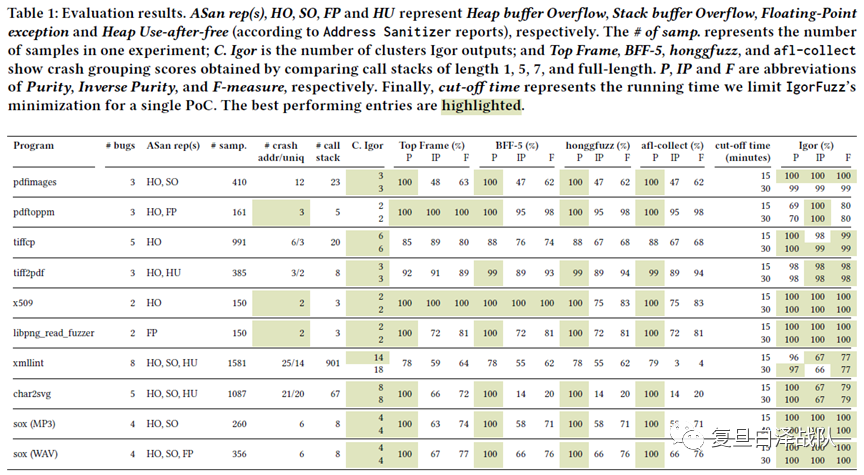 Table 1: Evaluation results. ASan rep(s), HO, SO, FP and HU represent Heap buffer Overflow, Stack buffer Overflow, Floating-Point
exception and Heap Use-after-free (according to Address Sanitizer reports), respectively. The # of samp. represents the number
of samples in one experiment; C. Igor is the number of clusters Igor outputs; and Top Frame, BFF-5, honggfuzz, and afl-collect
show crash grouping scores obtained by comparing call stacks of length 1, 5, 7, and full-length. P, IP and F are abbreviations
of Purity, Inverse Purity, and F-measure, respectively. Finally, cut-off time represents the running time we limit IgorFuzz's
minimization for a single PoC. The best performing entries are highlighted.
Program # bugs ASan rep(s) # samp. # crash addr/uniq # call stack C. Igor Top Frame (%) BFF-5 (%) honggfuzz (%) afl-collect (%) cut-off time (minutes) Igor (%)
P IP F P IP F P IP F P IP F P IP F
3 15 100 100 100
pdfimages 3 HO, SO 410 12 23 100 48 63 100 47 62 100 47 62 100 47 62
3 30 99 99 99
2 15 69 100 80
pdftoppm 3 HO, FP 161 3 5 100 100 100 100 95 98 100 95 98 100 95 98
2 30 70 100 80
6 15 100 98 99
tiffcp 5 HO 991 6/3 20 85 89 80 88 76 74 88 67 68 88 67 68
6 30 100 99 99
3 15 98 98 98
tiff2pdf 3 HO, HU 385 3/2 8 92 91 89 99 89 93 99 89 94 99 89 94
3 30 98 98 98
2 15 100 100 100
x509 2 HO 150 2 3 100 100 100 100 100 100 100 75 83 100 75 83
2 30 100 100 100
2 15 100 100 100
libpng_read_fuzzer 2 FP 150 2 3 100 72 81 100 72 81 100 72 81 100 72 81
2 30 100 100 100
14 15 96 67 77
xmllint 8 HO, SO, HU 1581 25/14 901 78 59 64 78 55 62 78 55 62 79 3 4
18 30 97 66 77
8 15 100 67 79
char2svg 5 HO, SO, HU 1087 21/20 67 100 66 72 100 14 20 100 14 20 100 14 20
8 30 100 67 79
4 15 100 100 100
sox (MP3) 4 HO, SO 260 6 8 100 63 74 100 58 71 100 58 71 100 71
4 100 100 100
4 100 100
sox (WAV) 4 HO, SO, FP 356 6 8 100 67 77 100 66 76 100 66 76 100 66 76
4 30 100 100 100
复旦白泽战队